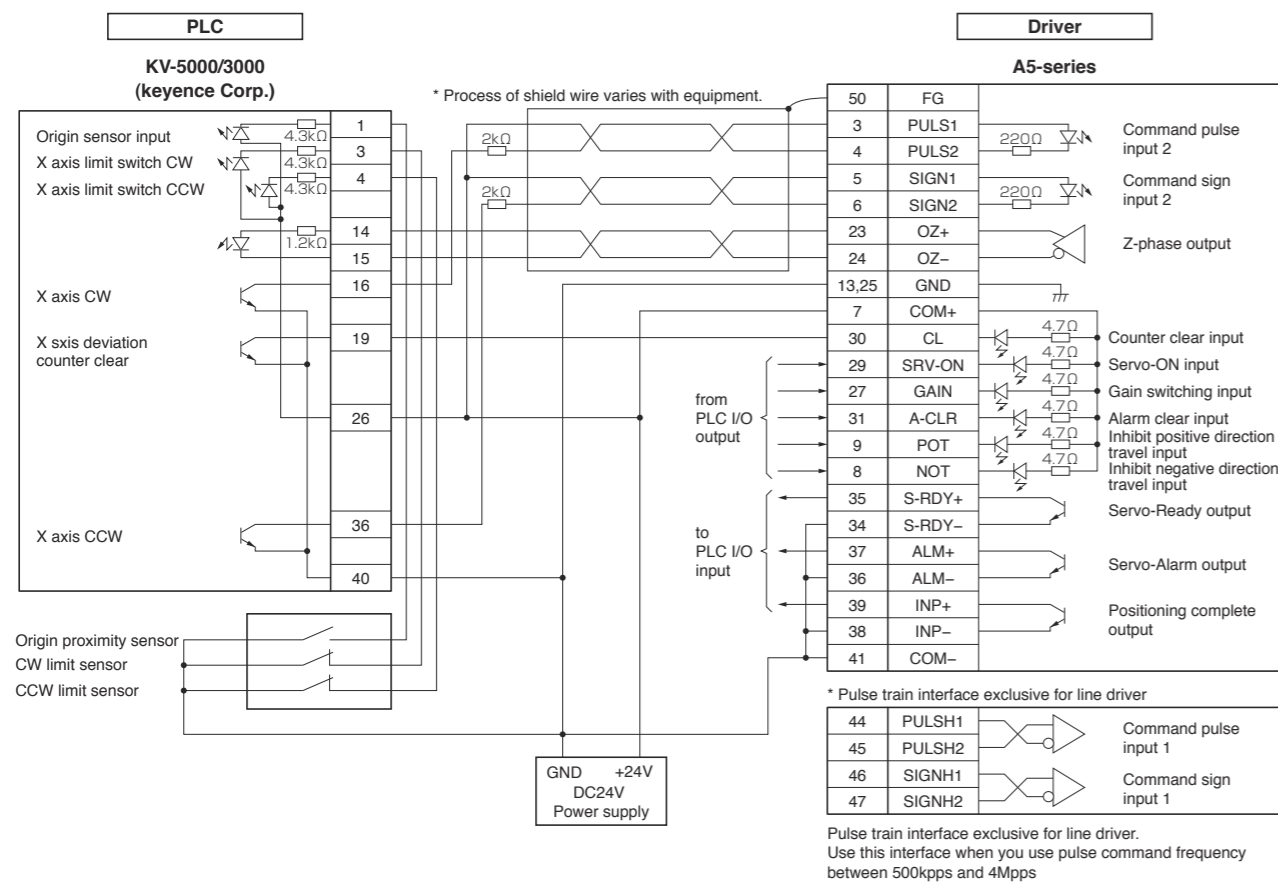 PLC
Driver
KV-5000/3000
(keyence Corp.)
A5-series
* Process of shield wire varies with equipment.
Origin sensor input
X axis limit switch CW
X axis limit switch CCW
4.3kΩ
4.3kΩ
4.3kΩ
1.2kΩ
X axis CW
X sxis deviation
counter clear
X axis CCW
1
3
4
14
15
16
19
26
36
40
2kΩ
2kΩ
50 FG
3 PULS1
4 PULS2
5 SIGN1
6 SIGN2
23 OZ+
24 OZ−
13,25 GND
7 COM+
30 CL
29 SRV-ON
27 GAIN
31 A-CLR
9 POT
8 NOT
35 S-RDY+
34 S-RDY−
37 ALM+
36 ALM−
39 INP+
38 INP−
41 COM−
220Ω
Command pulse
input 2
220Ω
Command sign
input 2
Z-phase output
4.7Ω
Counter clear input
4.7Ω
Servo-ON input
4.7Ω
Gain switching input
4.7Ω
Alarm clear input
4.7Ω
Inhibit positive direction
travel input
4.7Ω
Inhibit negative direction
travel input
Servo-Ready output
Servo-Alarm output
Positioning complete
output
from
PLC I/O
output
to
PLC I/O
input
Origin proximity sensor
CW limit sensor
CCW limit sensor
GND +24V
DC24V
Power supply
* Pulse train interface exclusive for line driver
44 PULSH1
45 PULSH2
46 SIGNH1
47 SIGNH2
Command pulse
input 1
Command sign
input 1
Pulse train interface exclusive for line driver.
Use this interface when you use pulse command frequency
between 500kpps and 4Mpps